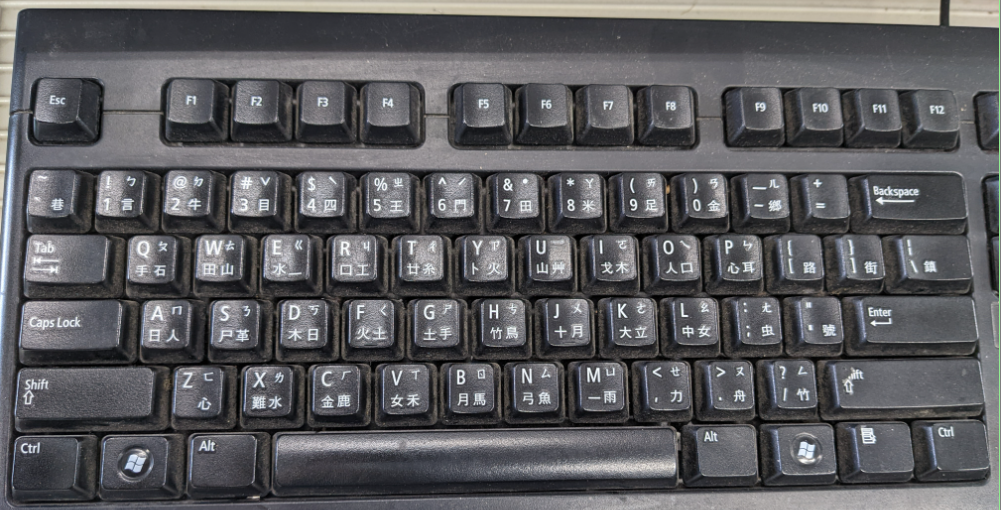 Esc F1 F2 F3 F4 F5 F6 F7 F8 F9 F10 F11 F12
~ ! ㄅ @ ㄉ # ˇ $ ˋ % ㄓ ^ ˊ & ˙ * ㄚ ( ㄞ ) ㄢ — ㄦ + Backspace
` 巷 1 言 2 牛 3 目 4 四 5 王 6 門 7 田 8 米 9 足 0 金 - 鄉 =
Tab Q ㄆ W ㄊ E ㄍ R ㄐ T ㄔ Y ㄗ U ㄧ I ㄛ O ㄟ P ㄣ { } |
手石 田山 水一 口工 廿糸 卜火 山艸 戈木 人口 心耳 [ 路 ] 街 \ 鎮
Caps Lock A ㄇ S ㄋ D ㄎ F ㄑ G ㄕ H ㄘ J ㄨ K ㄜ L ㄠ : ㄤ " Enter
日人 尸革 木日 火土 土手 竹鳥 十月 大立 中女 ; 虫 ' 號
Shift Z ㄈ X ㄌ C ㄏ V ㄒ B ㄖ N ㄙ M ㄩ < ㄝ > ㄡ ? ㄥ
心 難水 金鹿 女禾 月馬 弓魚 一雨 , 力 . 舟 / 竹
Ctrl Alt Alt Ctrl